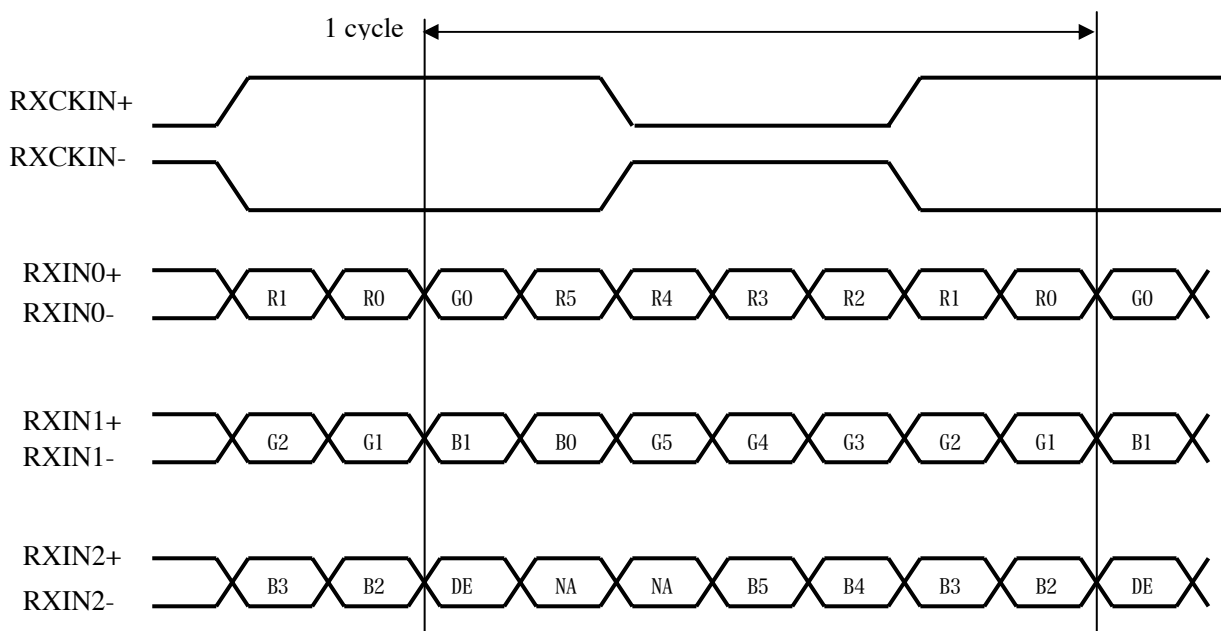 1 cycle
RXCKIN+
RXCKIN-
RXIN0+
RXIN0-
R1 R0 G0 R5 R4 R3 R2 R1 R0 G0
RXIN1+
RXIN1-
G2 G1 B1 B0 G5 G4 G3 G2 G1 B1
RXIN2+
RXIN2-
B3 B2 DE NA NA B5 B4 B3 B2 DE